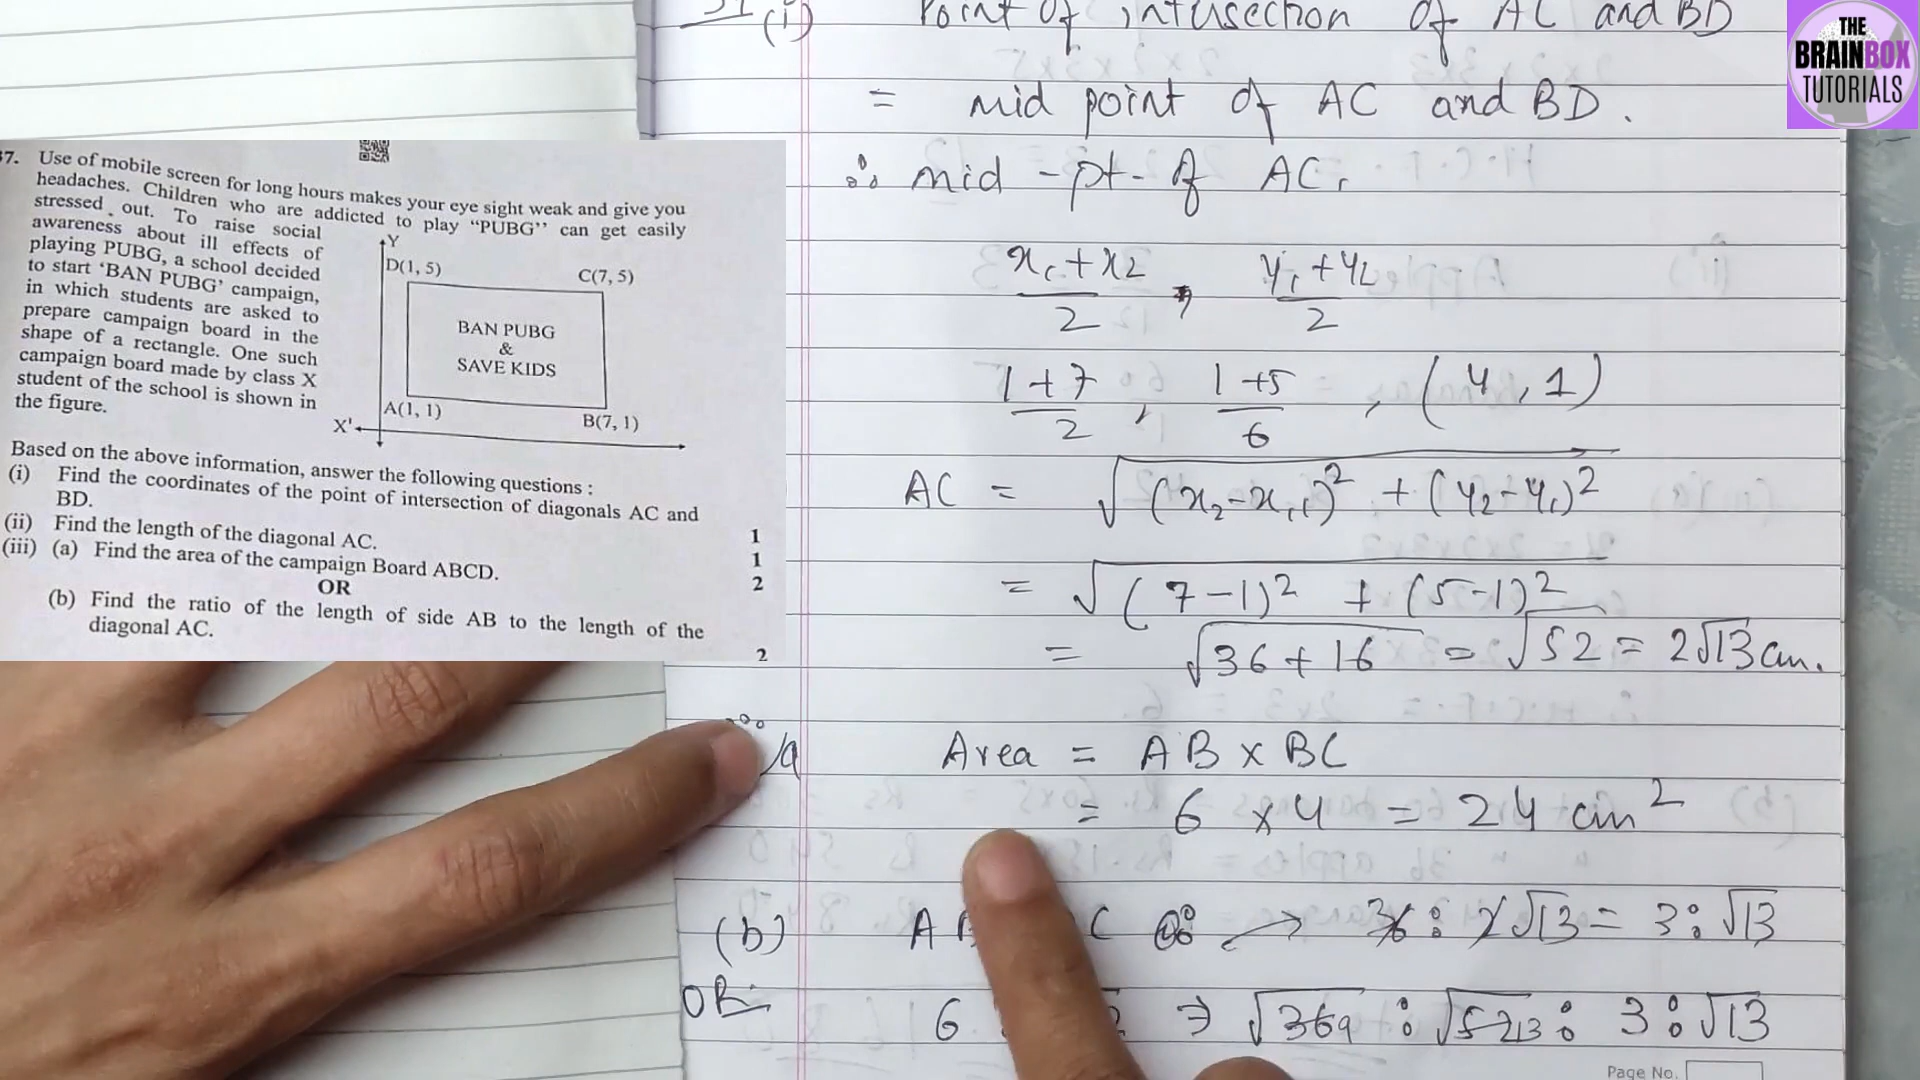 THE
BRAINBOX
TUTORIALS
(i) Point of intersection of AC and BD
= mid point of AC and BD.
∴ mid-pt- of AC,
x₁+x2/2, y₁+y2/2
1+7/2, 1+5/6, (4,1)
AC = √(x₂-x₁)² + (y₂-y₁)²
= √(7-1)² + (5-1)²
= √36+16 = √52 = 2√13 cm.
a Area = AB x BC
= 6 x 4 = 24 cm²
(b) C → 36 : 2√13 = 3:√13
OR 6 ⇒ √369 : √5213 : 3:√13
Page No.
37. Use of mobile screen for long hours makes your eye sight weak and give you
headaches. Children who are addicted to play “PUBG” can get easily
stressed out. To raise social
awareness about ill effects of
playing PUBG, a school decided
to start ‘BAN PUBG’ campaign,
in which students are asked to
prepare campaign board in the
shape of a rectangle. One such
campaign board made by class X
student of the school is shown in
the figure.
Y
D(1, 5)
C(7, 5)
BAN PUBG
&
SAVE KIDS
A(1, 1)
B(7, 1)
X'
Based on the above information, answer the following questions :
(i) Find the coordinates of the point of intersection of diagonals AC and
BD. 1
(ii) Find the length of the diagonal AC. 1
(iii) (a) Find the area of the campaign Board ABCD. 2
OR
(b) Find the ratio of the length of side AB to the length of the
diagonal AC. 2